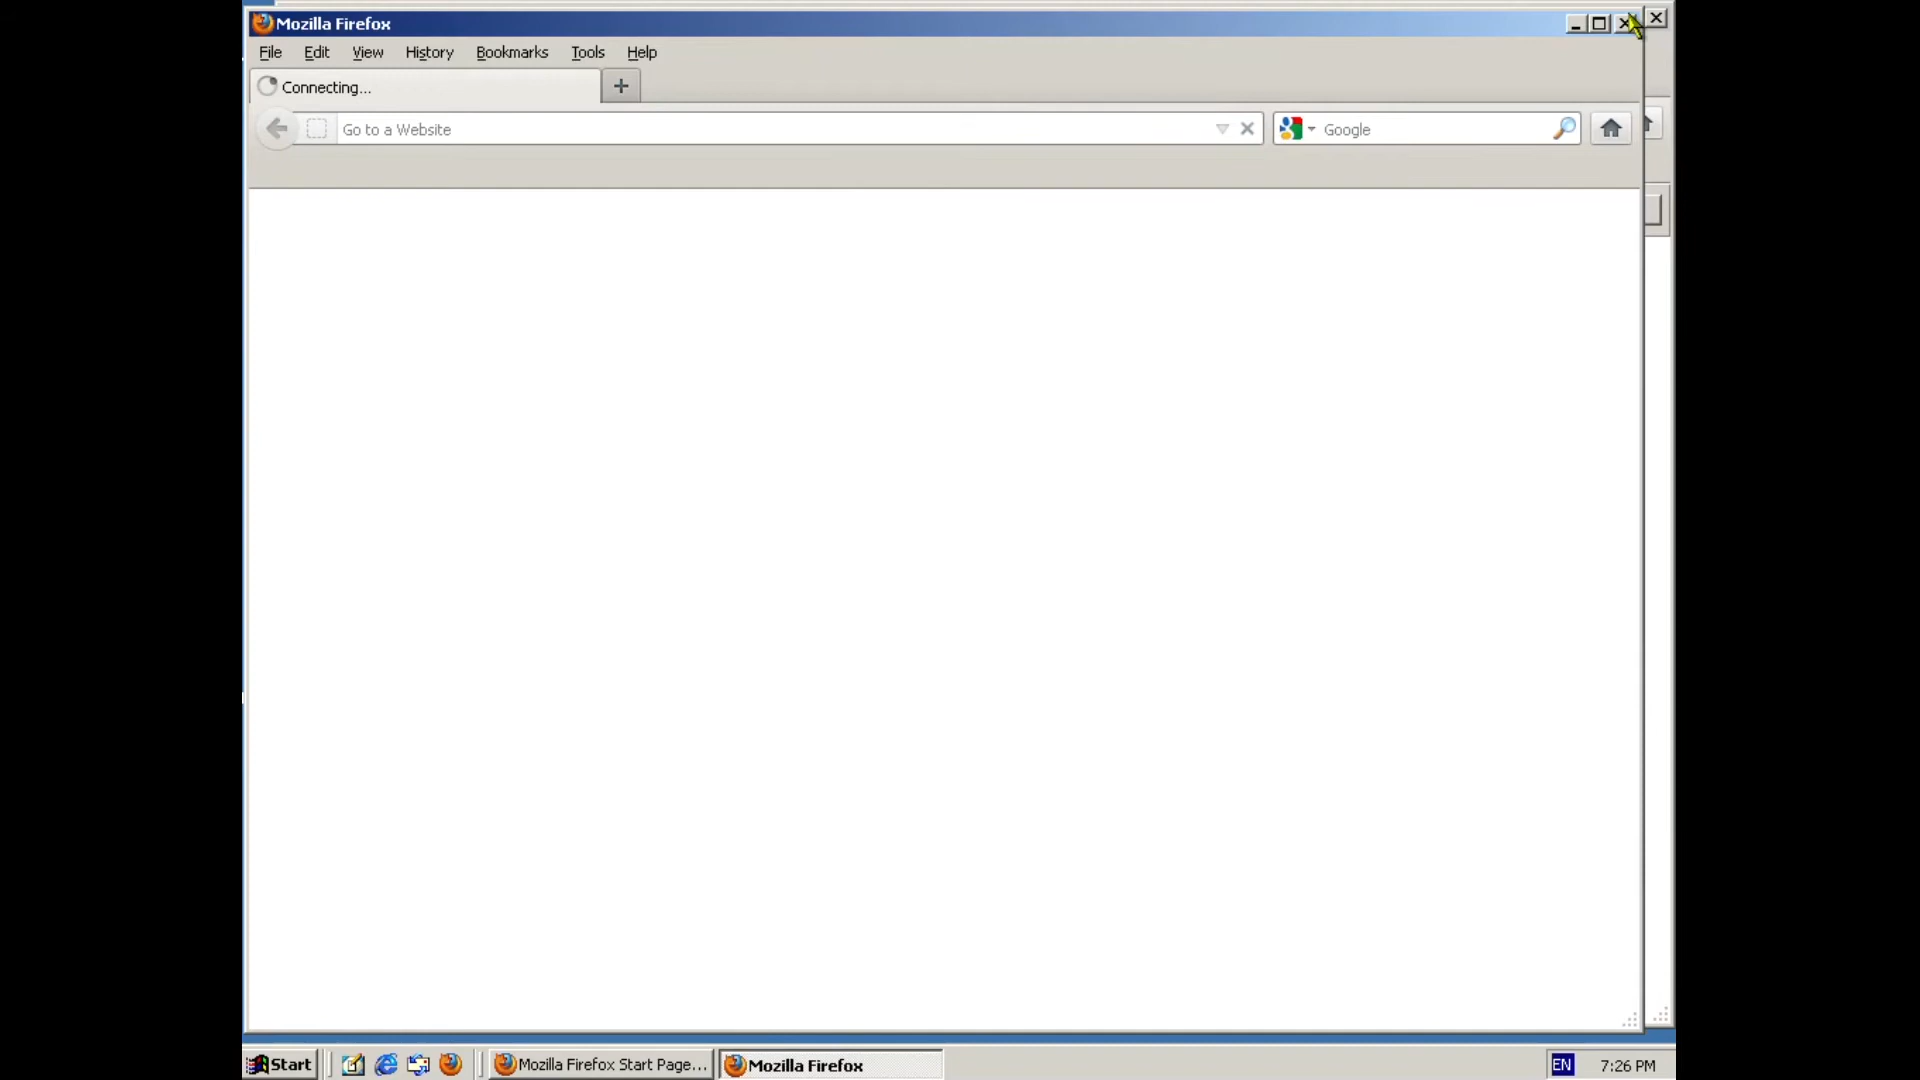 Mozilla Firefox
File Edit View History Bookmarks Tools Help
Connecting...
Go to a Website
Google
Start
Mozilla Firefox Start Page...
Mozilla Firefox
EN
7:26 PM